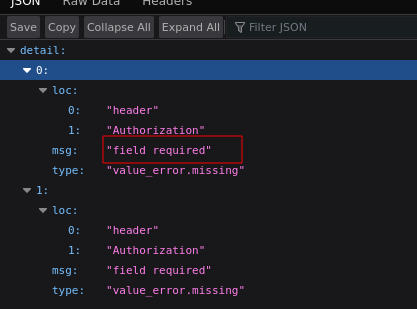 JSON Raw Data Headers
Save Copy Collapse All Expand All Filter JSON
detail:
0:
loc:
0: "header"
1: "Authorization"
msg: "field required"
type: "value_error.missing"
1:
loc:
0: "header"
1: "Authorization"
msg: "field required"
type: "value_error.missing"